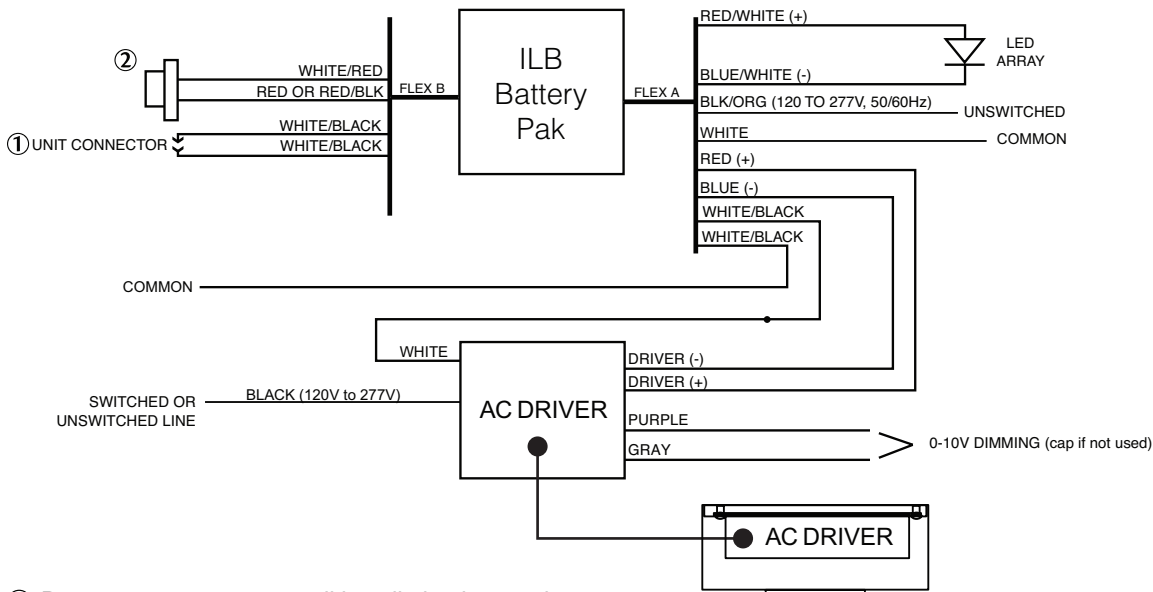 RED/WHITE (+)
②
ILB
Battery
Pak
LED
ARRAY
WHITE/RED
RED OR RED/BLK
FLEX B
FLEX A
BLUE/WHITE (-)
BLK/ORG (120 TO 277V, 50/60Hz)
UNSWITCHED
WHITE/BLACK
① UNIT CONNECTOR
WHITE/BLACK
WHITE
COMMON
RED (+)
BLUE (-)
WHITE/BLACK
WHITE/BLACK
COMMON
WHITE
DRIVER (-)
DRIVER (+)
SWITCHED OR
UNSWITCHED LINE
BLACK (120V to 277V)
AC DRIVER
PURPLE
GRAY
0-10V DIMMING (cap if not used)
AC DRIVER